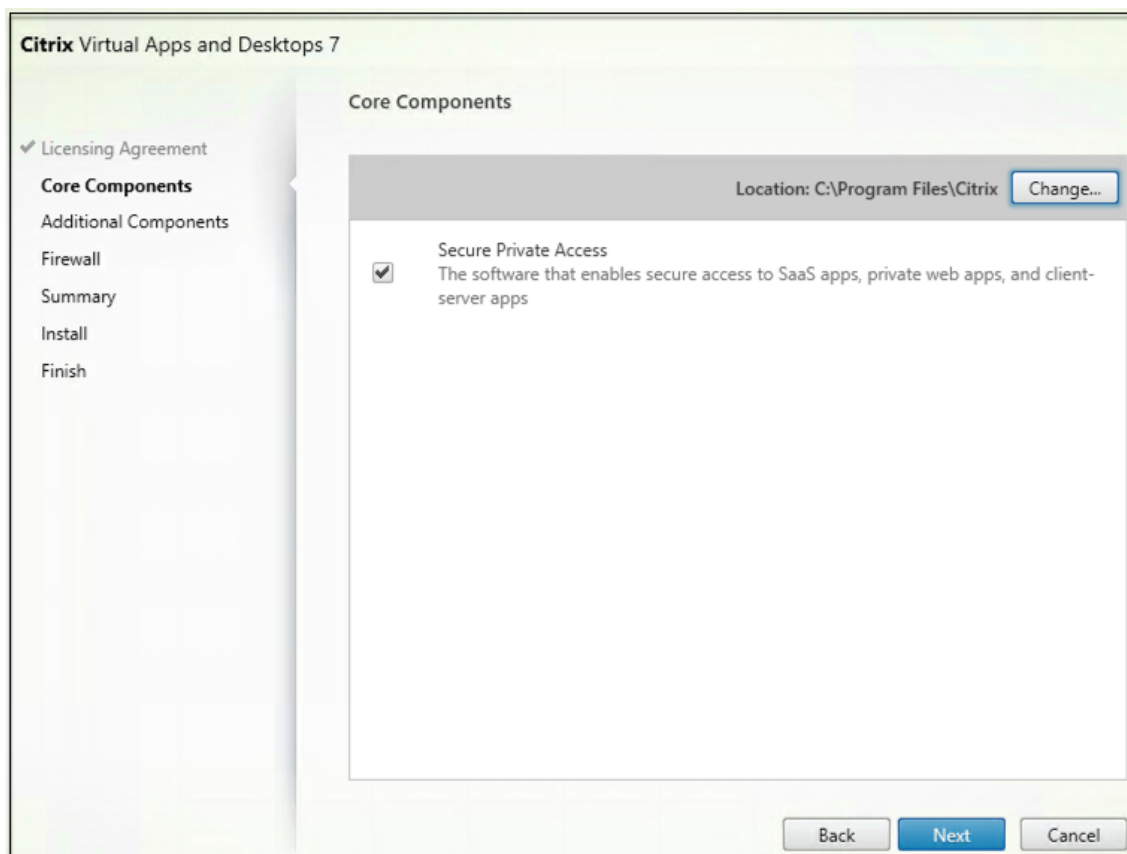 Citrix Virtual Apps and Desktops 7
Licensing Agreement
Core Components
Additional Components
Firewall
Summary
Install
Finish
Core Components
Location: C:\Program Files\Citrix
Change...
Secure Private Access
The software that enables secure access to SaaS apps, private web apps, and client-
server apps
Back
Next
Cancel